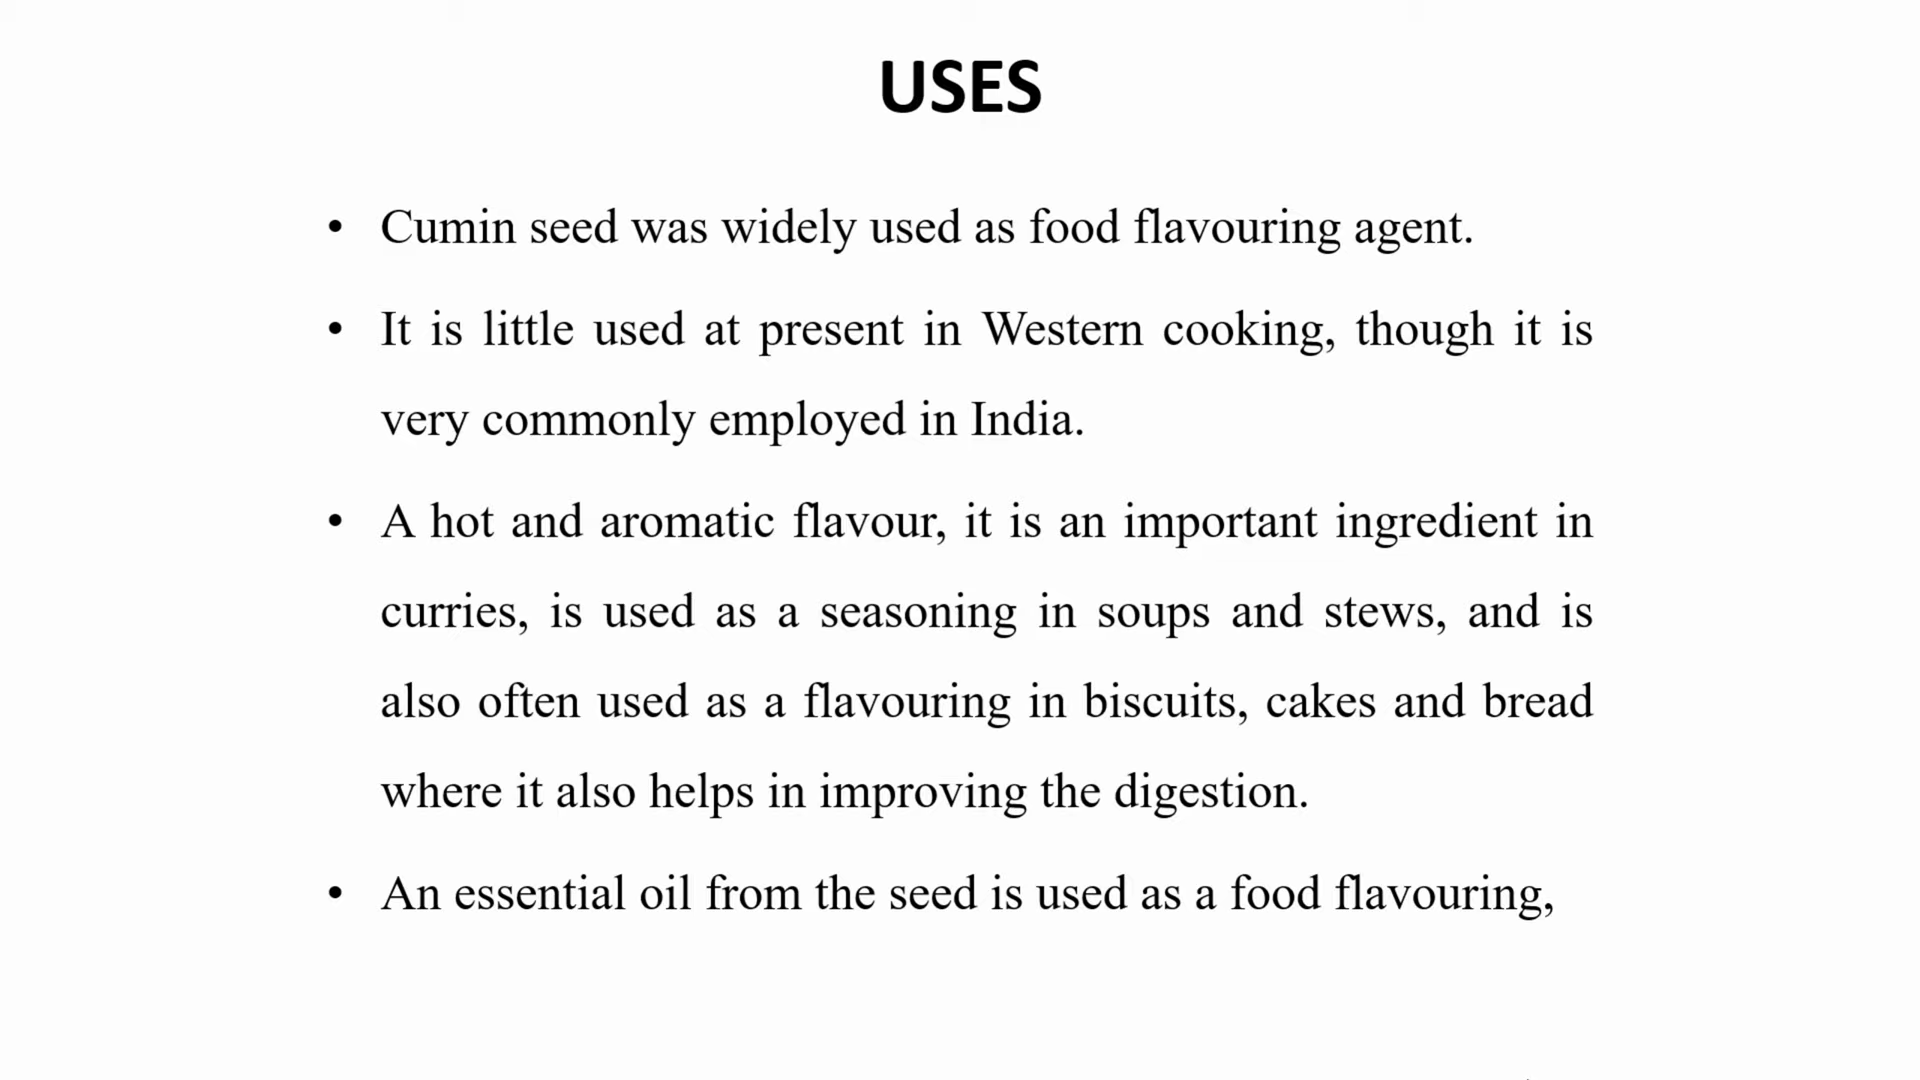 USES
• Cumin seed was widely used as food flavouring agent.
• It is little used at present in Western cooking, though it is
very commonly employed in India.
• A hot and aromatic flavour, it is an important ingredient in
curries, is used as a seasoning in soups and stews, and is
also often used as a flavouring in biscuits, cakes and bread
where it also helps in improving the digestion.
• An essential oil from the seed is used as a food flavouring,